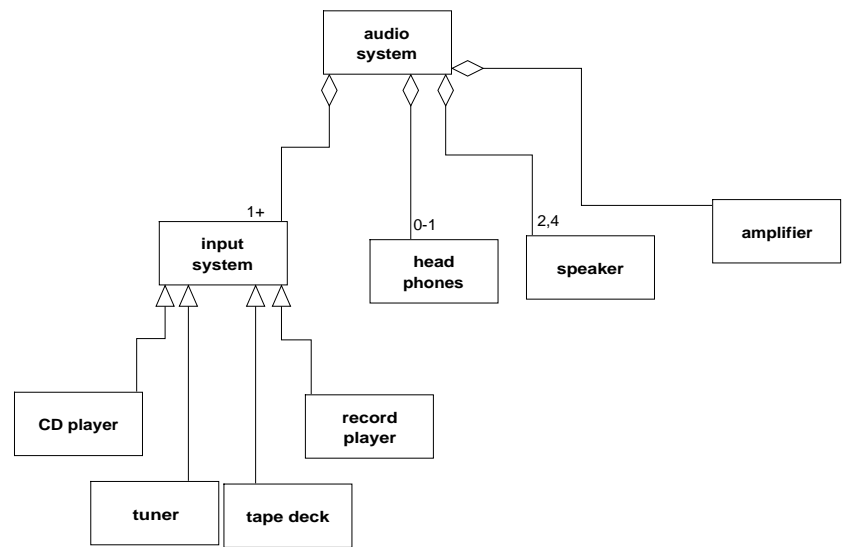 audio
system
1+
0-1
2,4
amplifier
input
system
head
phones
speaker
CD player
record
player
tuner
tape deck